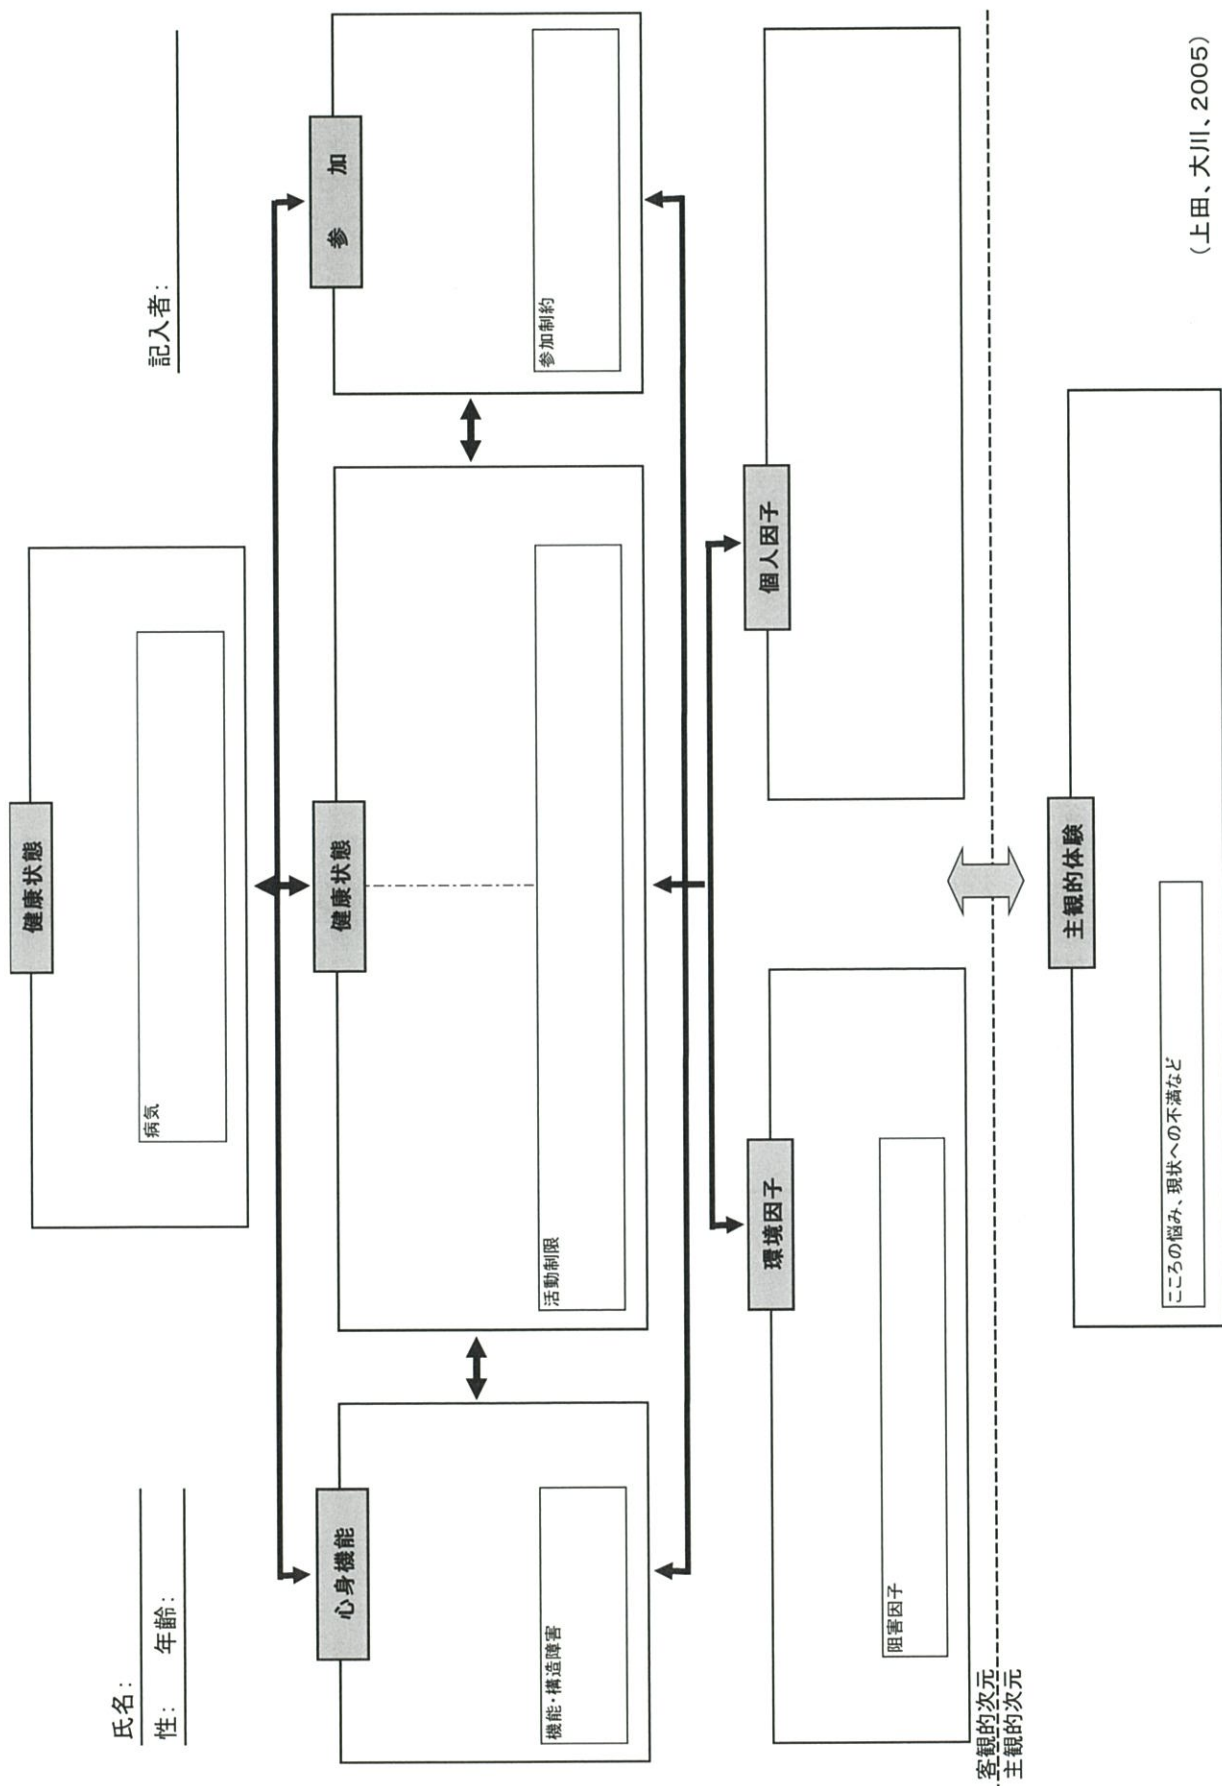 氏名：
性：　年齢：
記入者：
健康状態
病気
心身機能
機能・構造障害
健康状態
活動制限
参　加
参加制約
環境因子
阻害因子
個人因子
客観的次元
主観的次元
主観的体験
こころの悩み、現状への不満など
（上田、大川、2005）